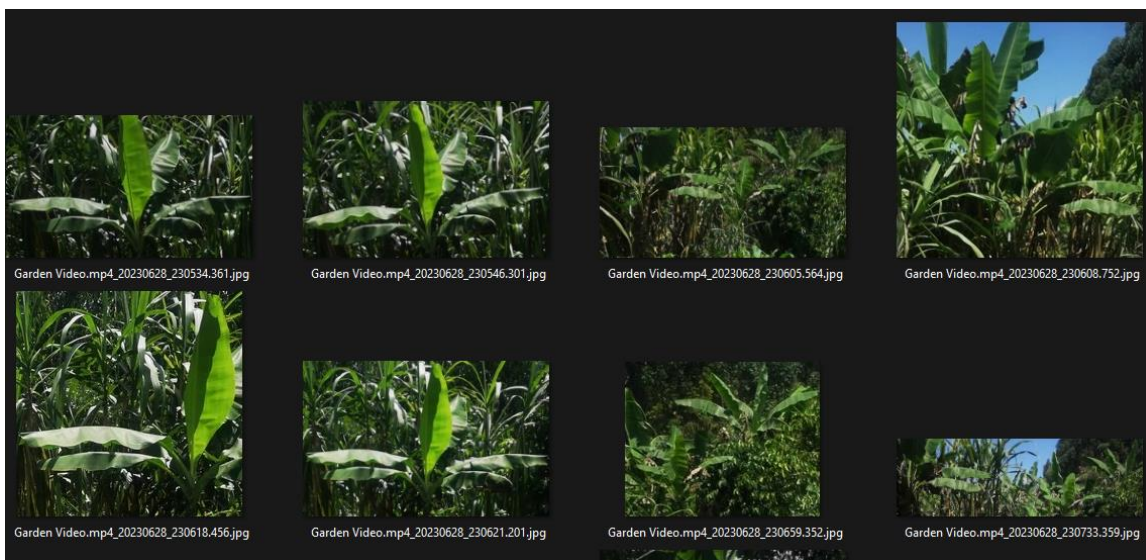 Garden Video.mp4_20230628_230534.361.jpg
Garden Video.mp4_20230628_230546.301.jpg
Garden Video.mp4_20230628_230605.564.jpg
Garden Video.mp4_20230628_230608.752.jpg
Garden Video.mp4_20230628_230618.456.jpg
Garden Video.mp4_20230628_230621.201.jpg
Garden Video.mp4_20230628_230659.352.jpg
Garden Video.mp4_20230628_230733.359.jpg